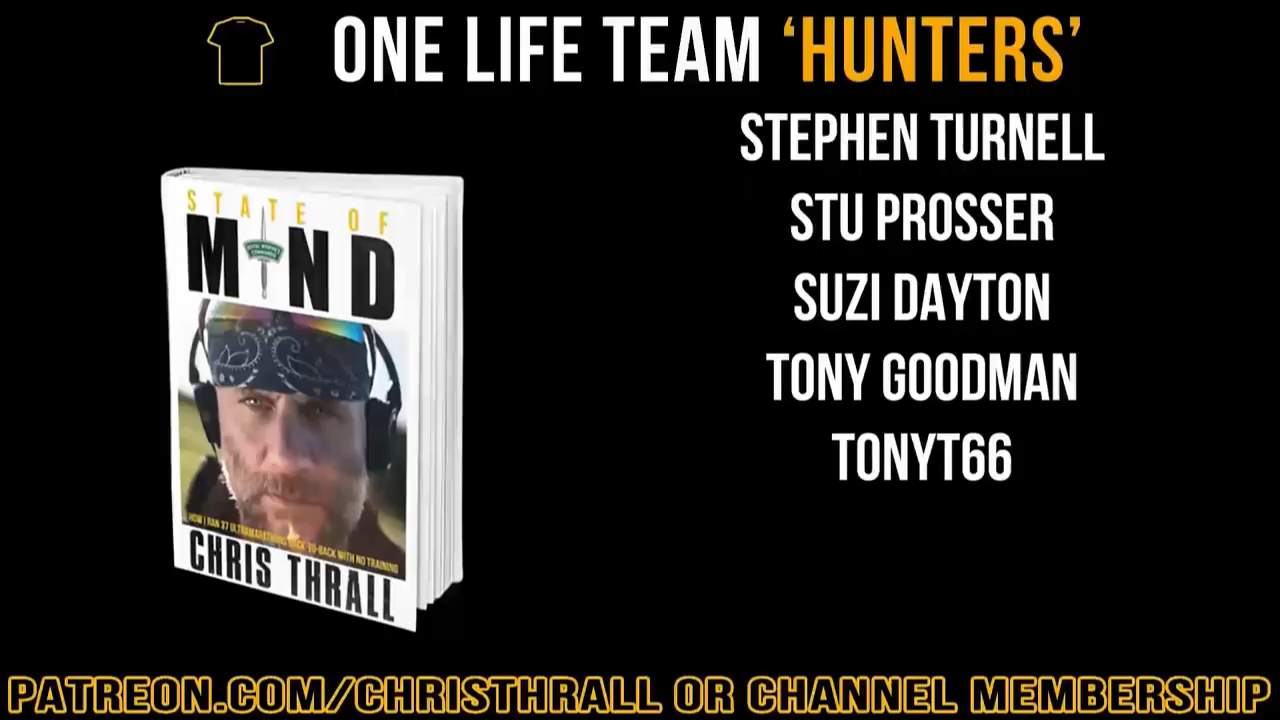 ONE LIFE TEAM ‘HUNTERS’
STEPHEN TURNELL
STU PROSSER
SUZI DAYTON
TONY GOODMAN
TONYT66
STATE OF
MIND
HOW I RAN 37 ULTRAMARATHONS BACK-TO-BACK WITH NO TRAINING
CHRIS THRALL
PATREON.COM/CHRISTHRALL OR CHANNEL MEMBERSHIP